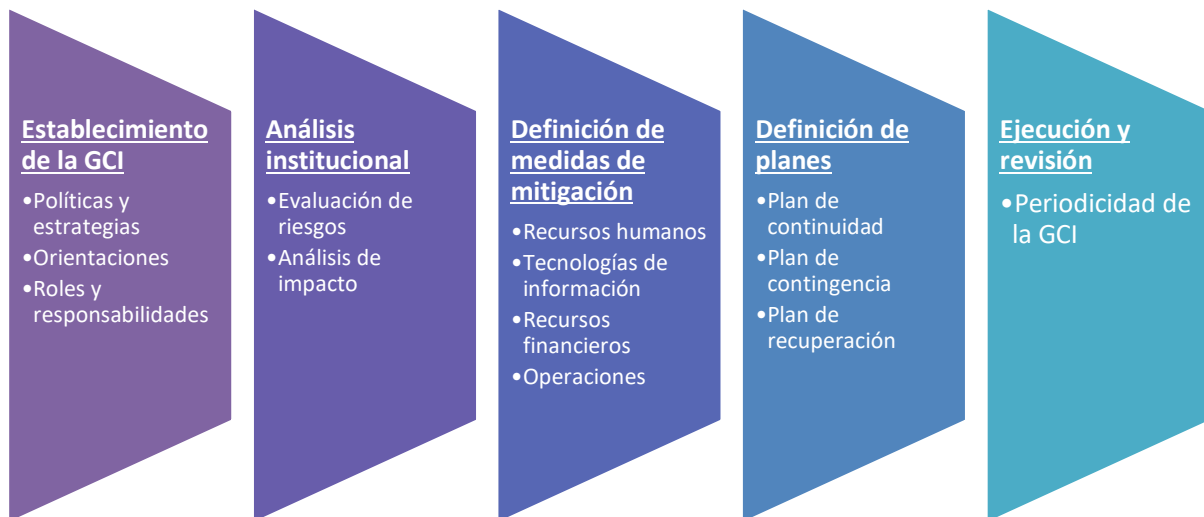 Establecimiento
de la GCI
•Políticas y
estrategias
•Orientaciones
•Roles y
responsabilidades
Análisis
institucional
•Evaluación de
riesgos
•Análisis de
impacto
Definición de
medidas de
mitigación
•Recursos humanos
•Tecnologías de
información
•Recursos
financieros
•Operaciones
Definición de
planes
•Plan de
continuidad
•Plan de
contingencia
•Plan de
recuperación
Ejecución y
revisión
•Periodicidad de
la GCI